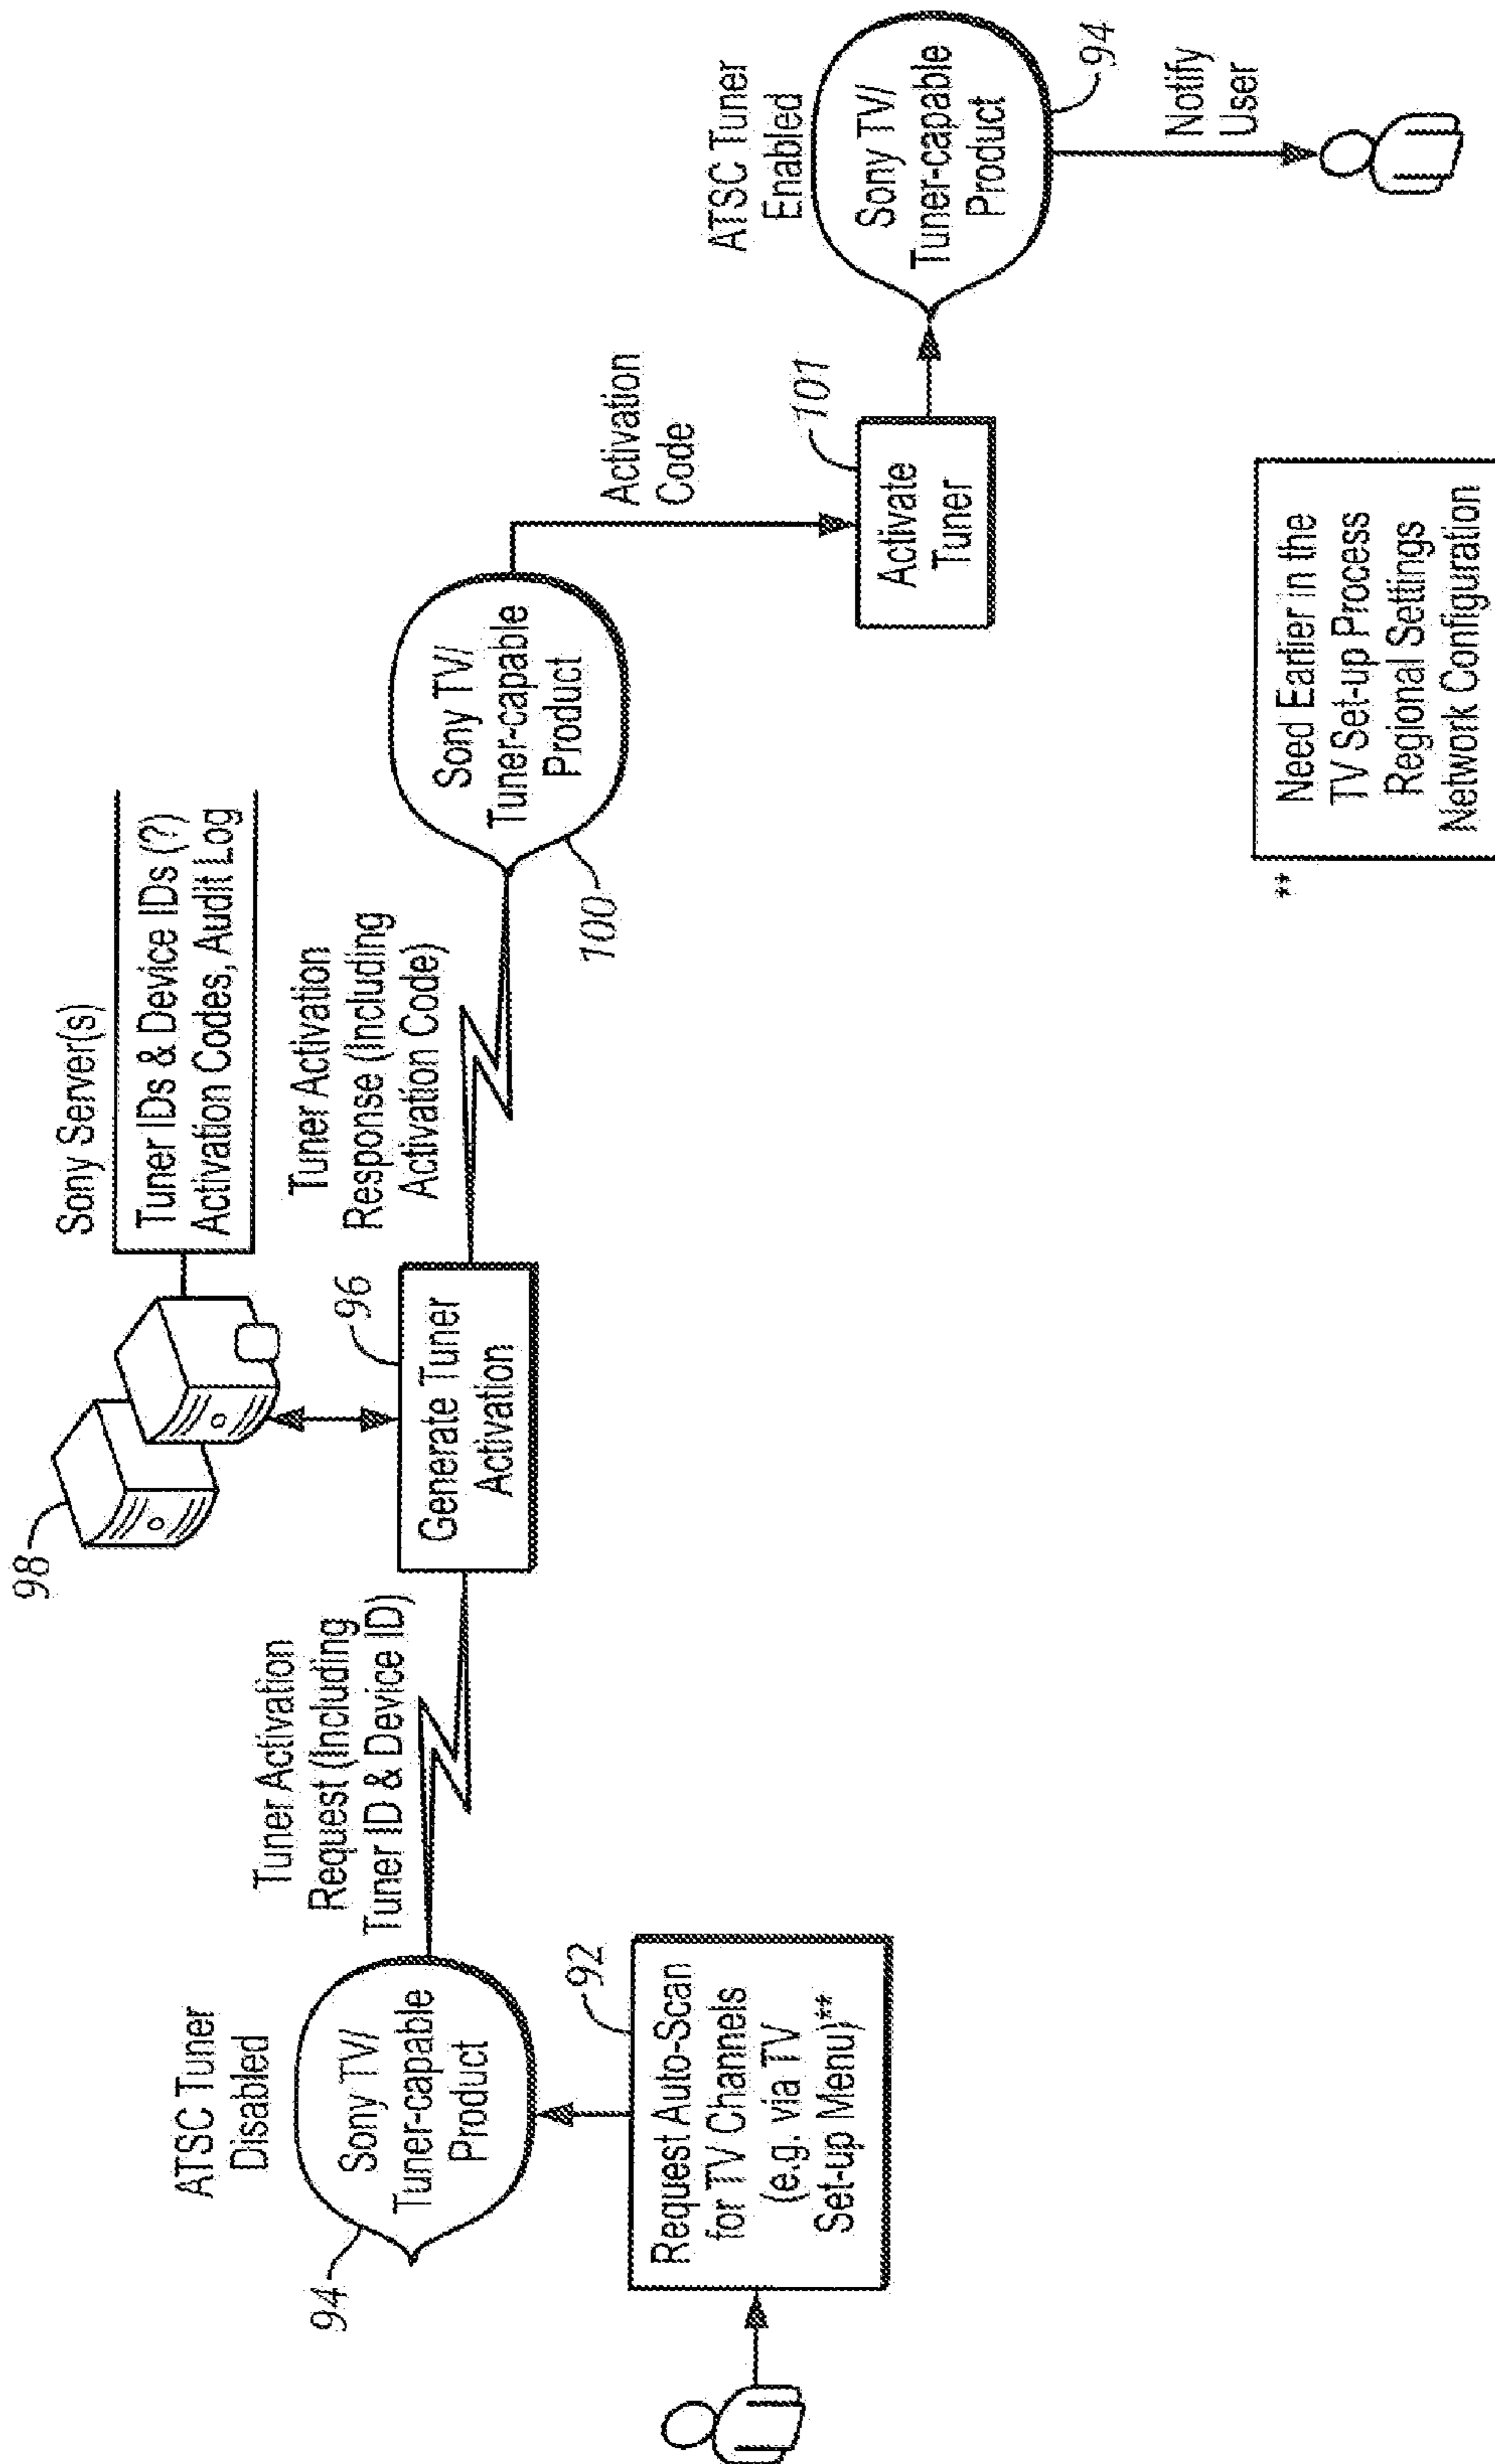 ATSC Tuner
Disabled
94
Sony TV/
Tuner-capable
Product
92
Request Auto-Scan
for TV Channels
(e.g. via TV
Set-up Menu)**
Tuner Activation
Request (Including
Tuner ID & Device ID)
98
Sony Server(s)
Tuner IDs & Device IDs (?)
Activation Codes, Audit Log
96
Generate Tuner
Activation
Tuner Activation
Response (Including
Activation Code)
100
Sony TV/
Tuner-capable
Product
Activation
Code
101
Activate
Tuner
ATSC Tuner
Enabled
Sony TV/
Tuner-capable
Product
94
Notify
User
**
Need Earlier in the
TV Set-up Process
Regional Settings
Network Configuration